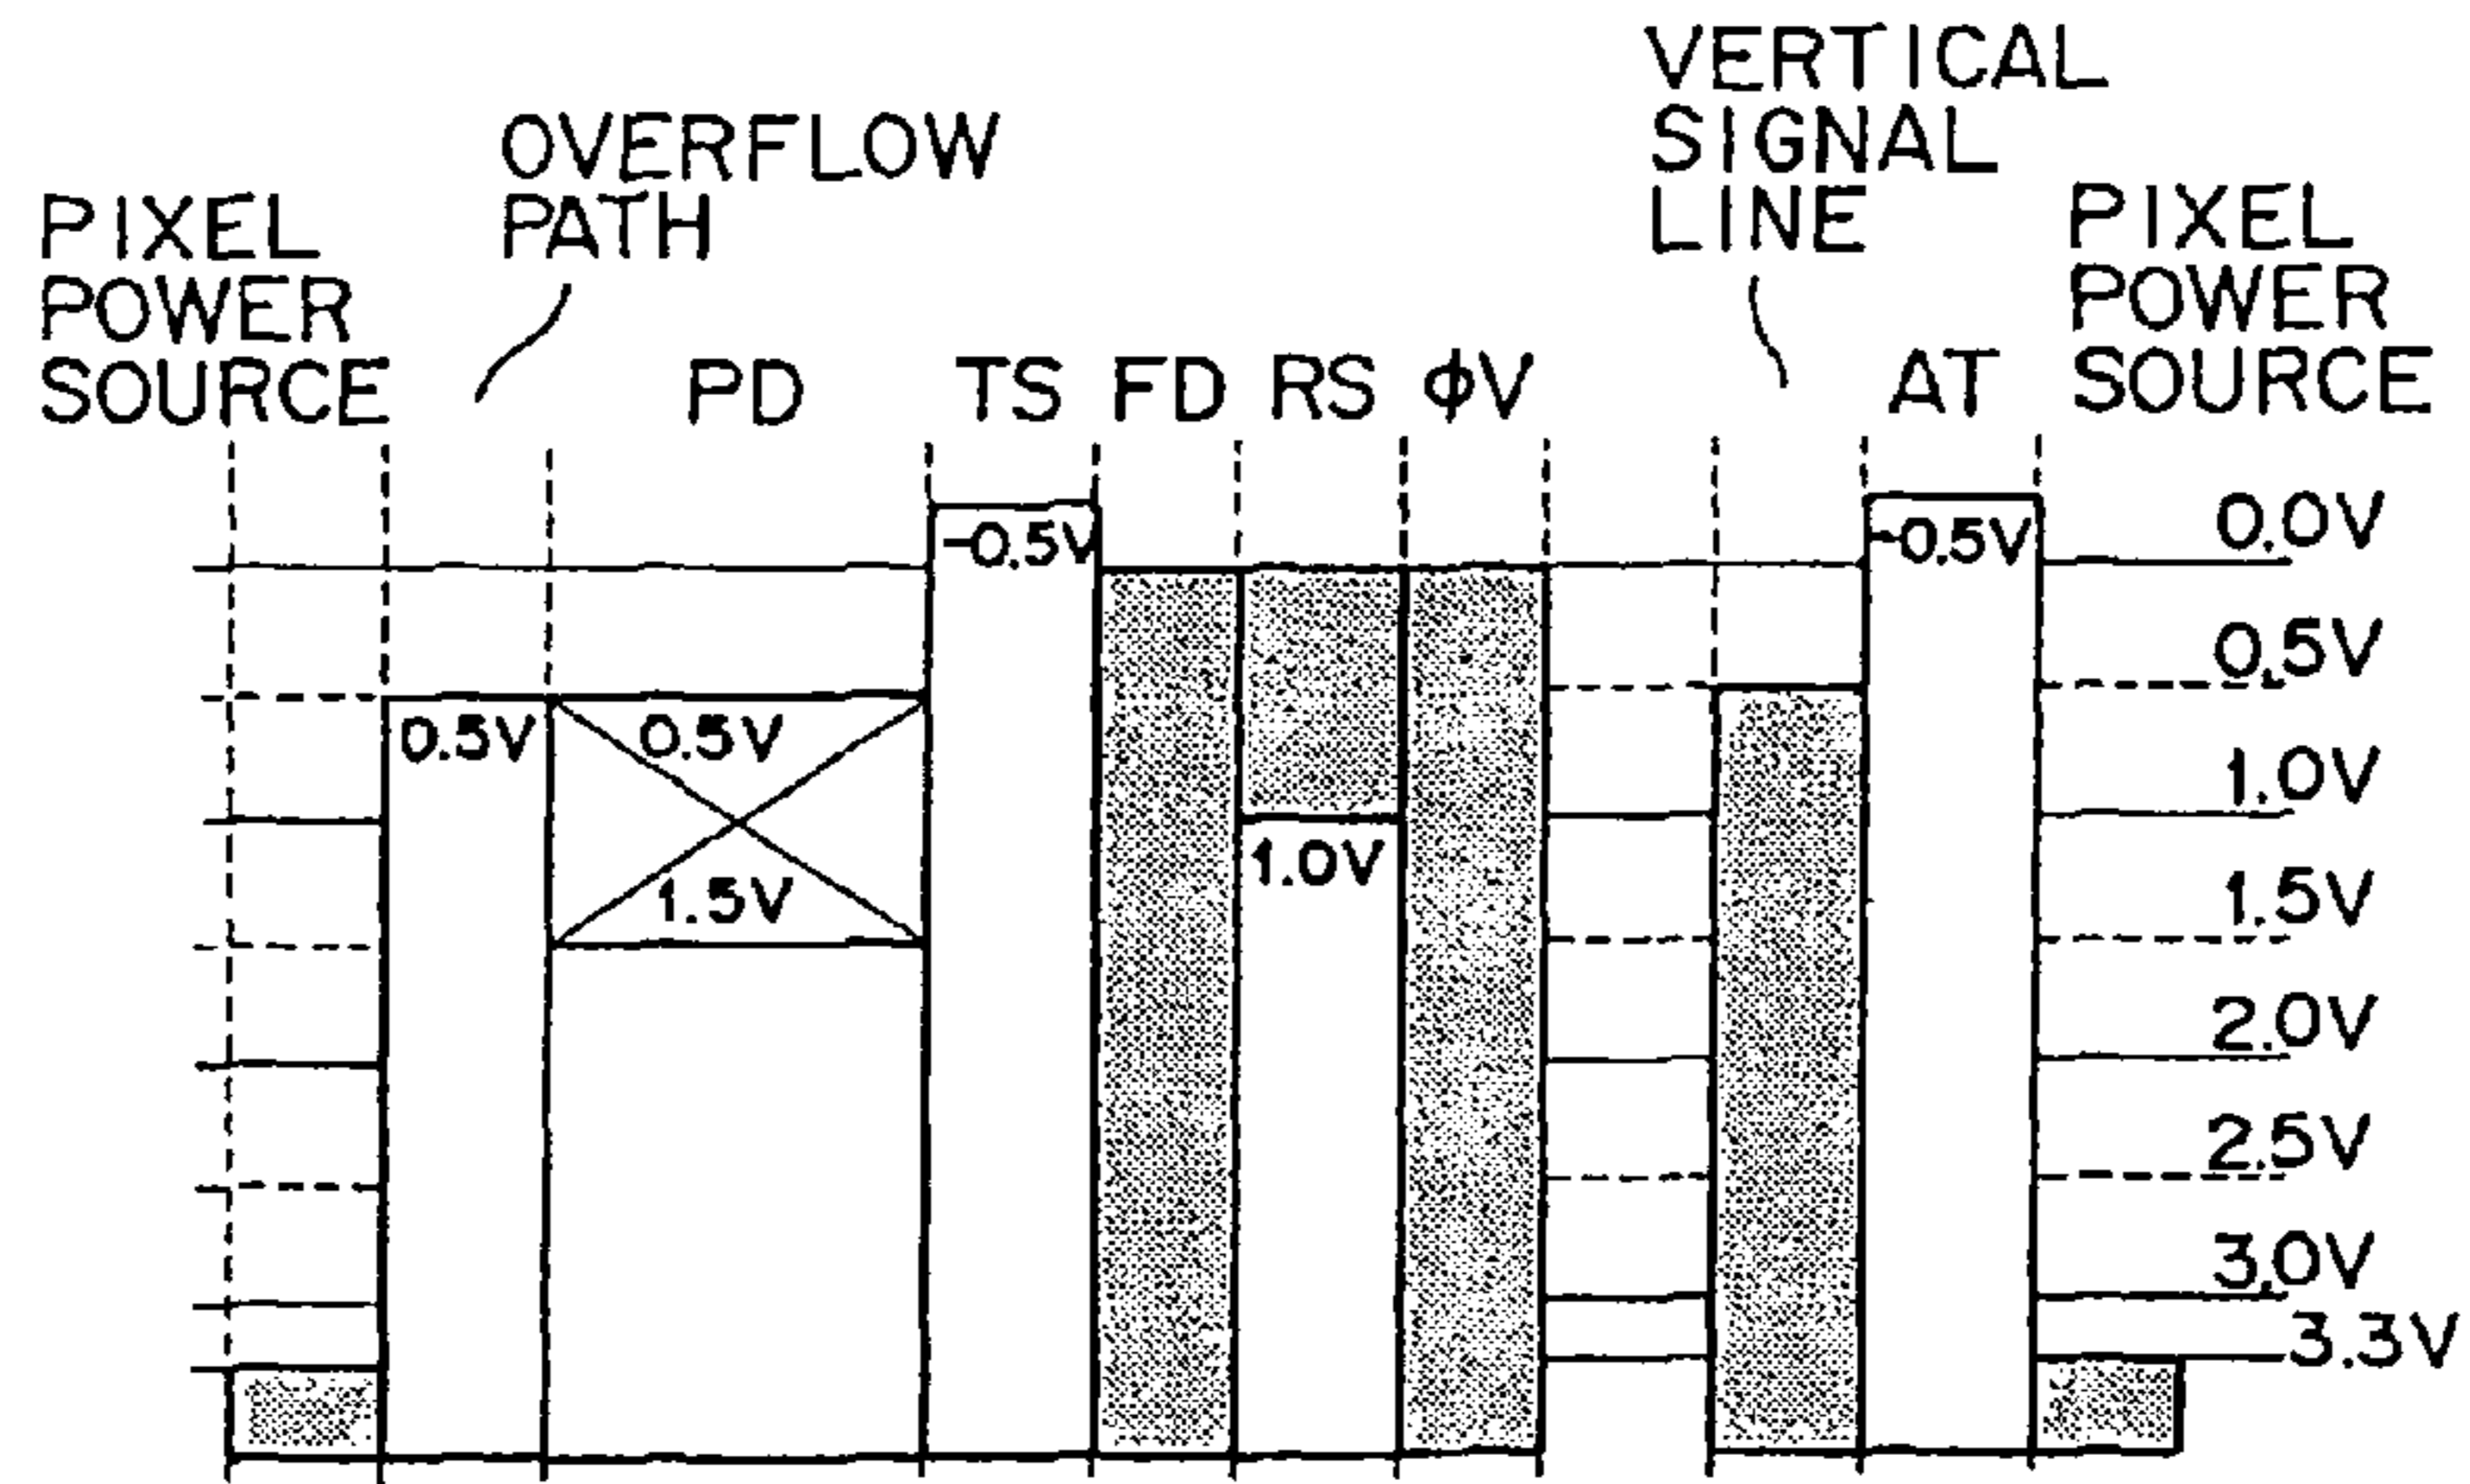 PIXEL
POWER
SOURCE
OVERFLOW
PATH
PD
TS
FD
RS
ϕV
VERTICAL
SIGNAL
LINE
AT
PIXEL
POWER
SOURCE
-0.5V
-0.5V
0.0V
0.5V
0.5V
0.5V
1.0V
1.0V
1.5V
1.5V
2.0V
2.5V
3.0V
3.3V